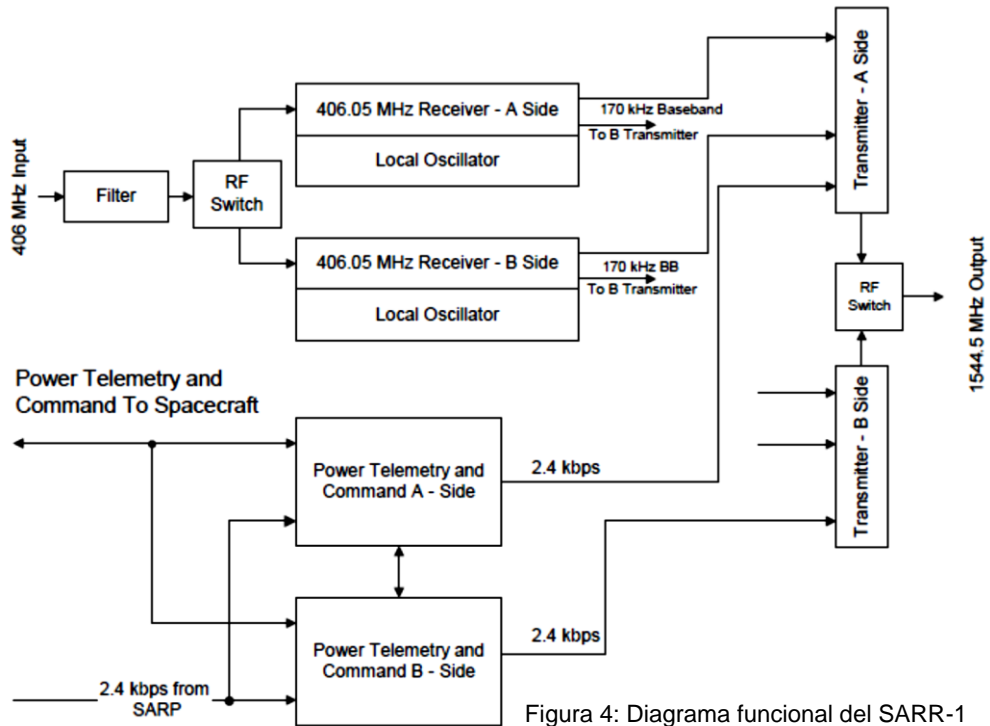 406 MHz Input
Filter
RF
Switch
406.05 MHz Receiver - A Side
Local Oscillator
170 kHz Baseband
To B Transmitter
406.05 MHz Receiver - B Side
Local Oscillator
170 kHz BB
To B Transmitter
Transmitter - A Side
RF
Switch
1544.5 MHz Output
Transmitter - B Side
Power Telemetry and
Command To Spacecraft
Power Telemetry and
Command A - Side
2.4 kbps
Power Telemetry and
Command B - Side
2.4 kbps
2.4 kbps from
SARP
Figura 4: Diagrama funcional del SARR-1